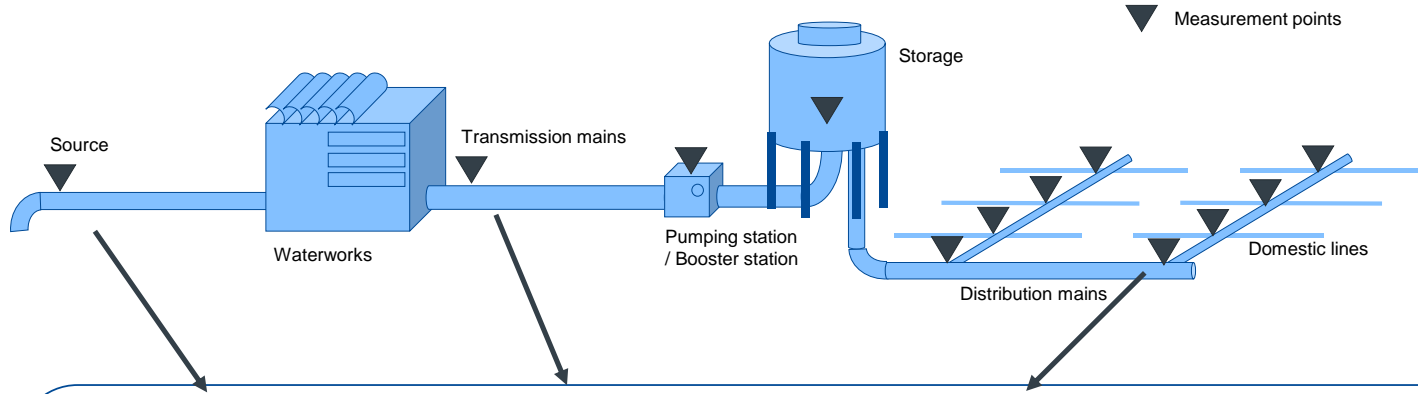 Measurement points
Storage
Source
Transmission mains
Waterworks
Pumping station
/ Booster station
Domestic lines
Distribution mains